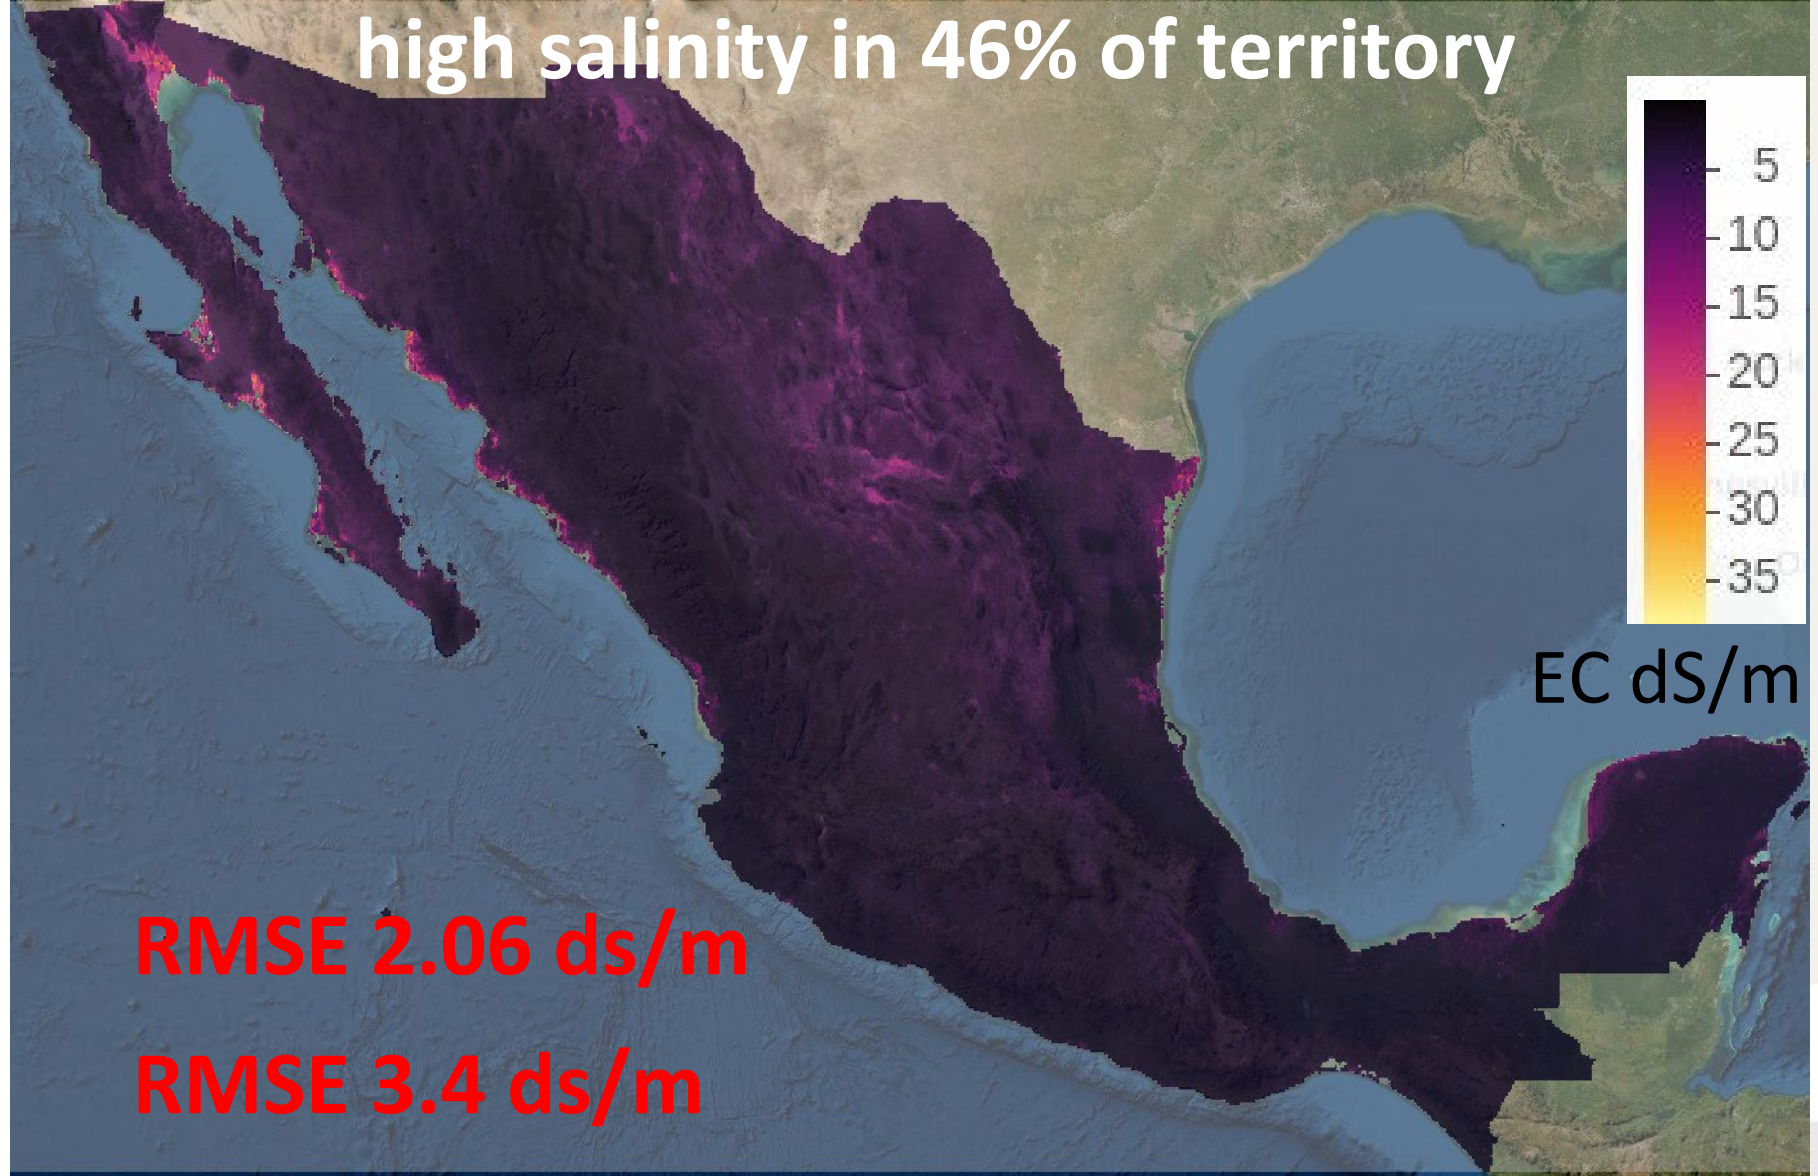 high salinity in 46% of territory
5
10
15
20
25
30
35
EC dS/m
RMSE 2.06 ds/m
RMSE 3.4 ds/m